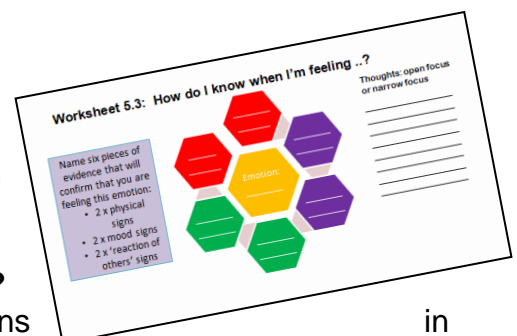 Worksheet 5.3: How do I know when I'm feeling ..?
Name six pieces of
evidence that will
confirm that you are
feeling this emotion:
• 2 x physical
signs
• 2 x mood signs
• 2 x 'reaction of
others' signs
Emotion:
Thoughts: open focus
or narrow focus
in